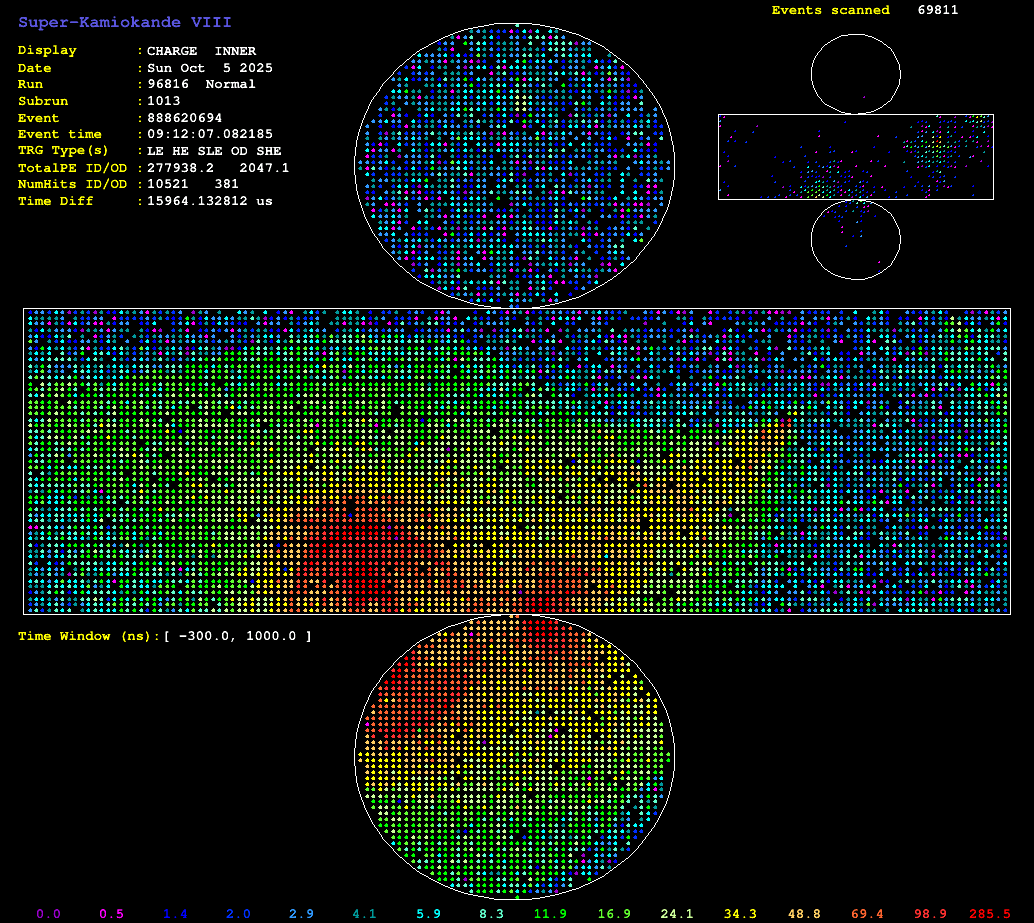 Super-Kamiokande VIII
Events scanned 69811
Display : CHARGE INNER
Date : Sun Oct 5 2025
Run : 96816 Normal
Subrun : 1013
Event : 888620694
Event time : 09:12:07.082185
TRG Type(s) : LE HE SLE OD SHE
TotalPE ID/OD : 277938.2 2047.1
NumHits ID/OD : 10521 381
Time Diff : 15964.132812 us
Time Window (ns):[ -300.0, 1000.0 ]
0.0 0.5 1.4 2.0 2.9 4.1 5.9 8.3 11.9 16.9 24.1 34.3 48.8 69.4 98.9 285.5